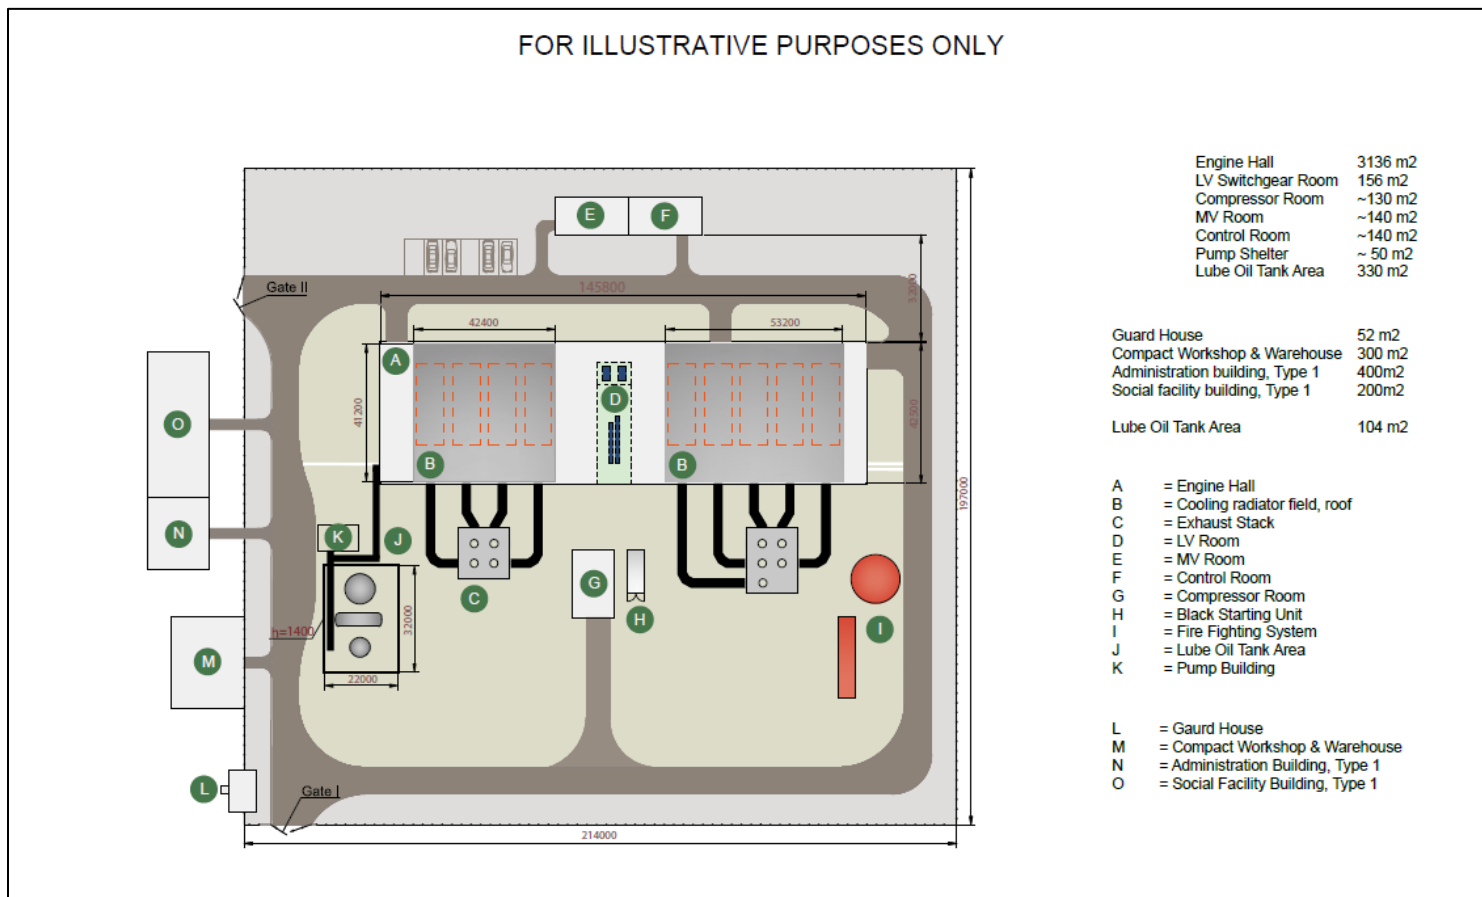 FOR ILLUSTRATIVE PURPOSES ONLY
Engine Hall 3136 m2
LV Switchgear Room 156 m2
Compressor Room ~130 m2
MV Room ~140 m2
Control Room ~140 m2
Pump Shelter ~ 50 m2
Lube Oil Tank Area 330 m2
Guard House 52 m2
Compact Workshop & Warehouse 300 m2
Administration building, Type 1 400m2
Social facility building, Type 1 200m2
Lube Oil Tank Area 104 m2
A = Engine Hall
B = Cooling radiator field, roof
C = Exhaust Stack
D = LV Room
E = MV Room
F = Control Room
G = Compressor Room
H = Black Starting Unit
I = Fire Fighting System
J = Lube Oil Tank Area
K = Pump Building
L = Gaurd House
M = Compact Workshop & Warehouse
N = Administration Building, Type 1
O = Social Facility Building, Type 1
E F
Gate II
145800
32000
42400 53200
A
D
41200
42500
O
B B
197000
N
K
J
C
G
H
I
h=1400
32000
M
22000
L
Gate I
214000